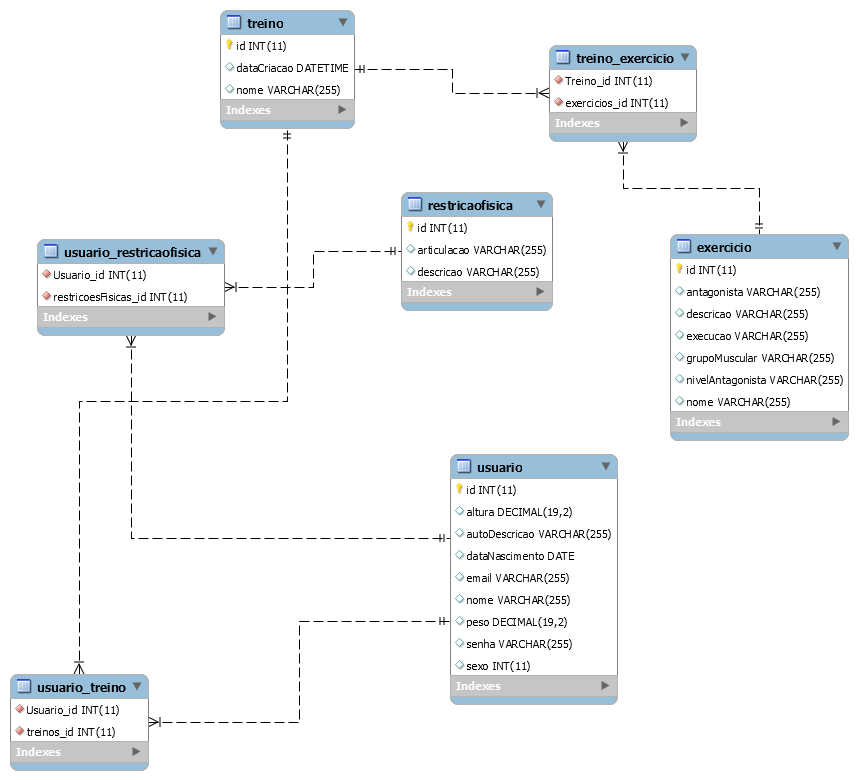 treino
id INT(11)
dataCriacao DATETIME
nome VARCHAR(255)
Indexes
treino_exercicio
Treino_id INT(11)
exercicios_id INT(11)
Indexes
restricaofisica
id INT(11)
articulacao VARCHAR(255)
descricao VARCHAR(255)
Indexes
usuario_restricaofisica
Usuario_id INT(11)
restricoesFisicas_id INT(11)
Indexes
exercicio
id INT(11)
antagonista VARCHAR(255)
descricao VARCHAR(255)
execucao VARCHAR(255)
grupoMuscular VARCHAR(255)
nivelAntagonista VARCHAR(255)
nome VARCHAR(255)
Indexes
usuario
id INT(11)
altura DECIMAL(19,2)
autoDescricao VARCHAR(255)
dataNascimento DATE
email VARCHAR(255)
nome VARCHAR(255)
peso DECIMAL(19,2)
senha VARCHAR(255)
sexo INT(11)
Indexes
usuario_treino
Usuario_id INT(11)
treinos_id INT(11)
Indexes